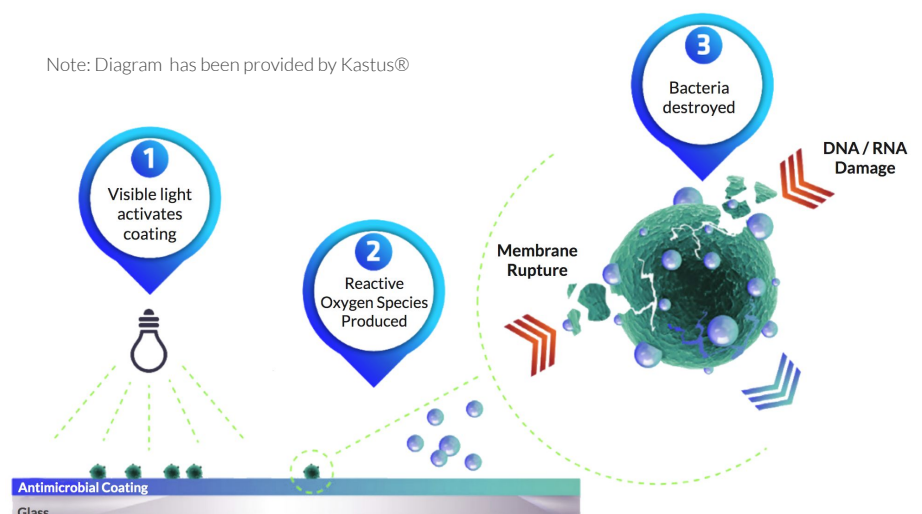 Note: Diagram has been provided by Kastus®
1
Visible light
activates
coating
2
Reactive
Oxygen Species
Produced
3
Bacteria
destroyed
DNA / RNA
Damage
Membrane
Rupture
Antimicrobial Coating
Glass